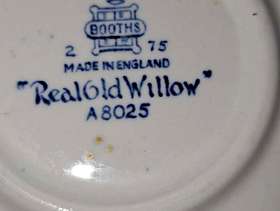 BOOTHS
2 75
MADE IN ENGLAND
"Real Old Willow"
A8025